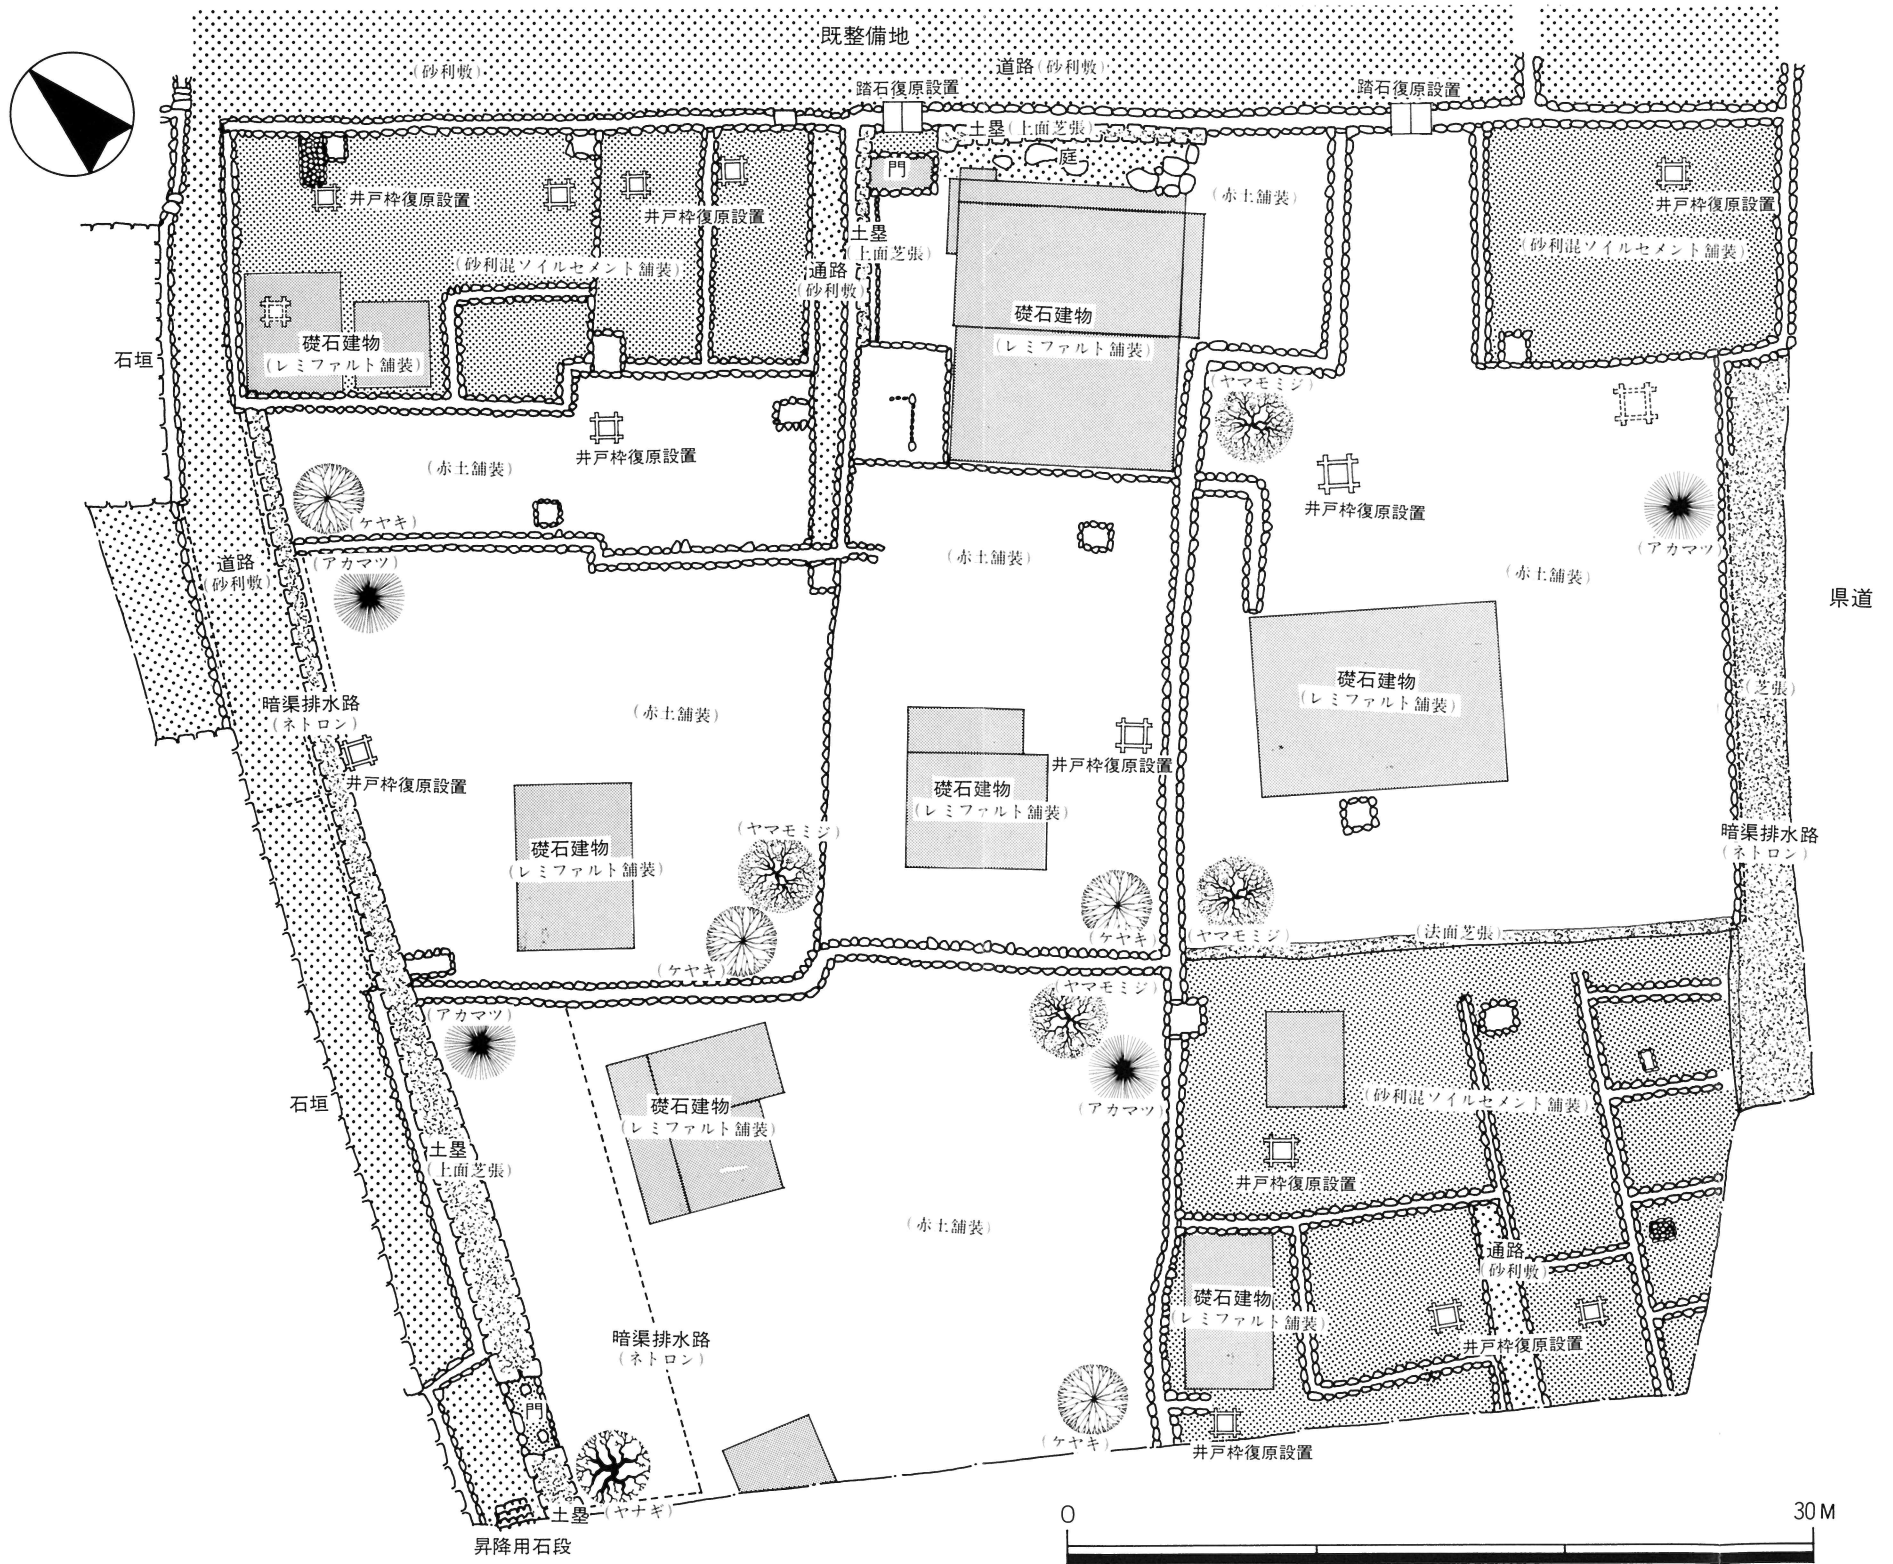 既整備地
(砂利敷)
道路(砂利敷)
踏石復原設置
踏石復原設置
土塁(上面芝張)
門
庭
井戸枠復原設置
井戸枠復原設置
(赤土舗装)
井戸枠復原設置
土塁
(上面芝張)
(砂利混ソイルセメント舗装)
通路
(砂利敷)
(砂利混ソイルセメント舗装)
礎石建物
(レミファルト舗装)
礎石建物
(レミファルト舗装)
石垣
(ヤマモミジ)
井戸枠復原設置
(赤土舗装)
(ケヤキ)
井戸枠復原設置
(アカマツ)
道路
(砂利敷)
(アカマツ)
(赤土舗装)
(赤土舗装)
県道
暗渠排水路
(ネトロン)
(赤土舗装)
礎石建物
(レミファルト舗装)
(芝張)
井戸枠復原設置
井戸枠復原設置
礎石建物
(レミファルト舗装)
(ヤマモミジ)
礎石建物
(レミファルト舗装)
暗渠排水路
(ネトロン)
(ケヤキ)
(ケヤキ)
(ヤマモミジ)
(法面芝張)
(アカマツ)
(ヤマモミジ)
石垣
礎石建物
(レミファルト舗装)
(アカマツ)
(砂利混ソイルセメント舗装)
土塁
(上面芝張)
井戸枠復原設置
(赤土舗装)
通路
(砂利敷)
礎石建物
(レミファルト舗装)
暗渠排水路
(ネトロン)
井戸枠復原設置
門
(ケヤキ)
井戸枠復原設置
土塁
(ヤナギ)
昇降用石段
0
30M